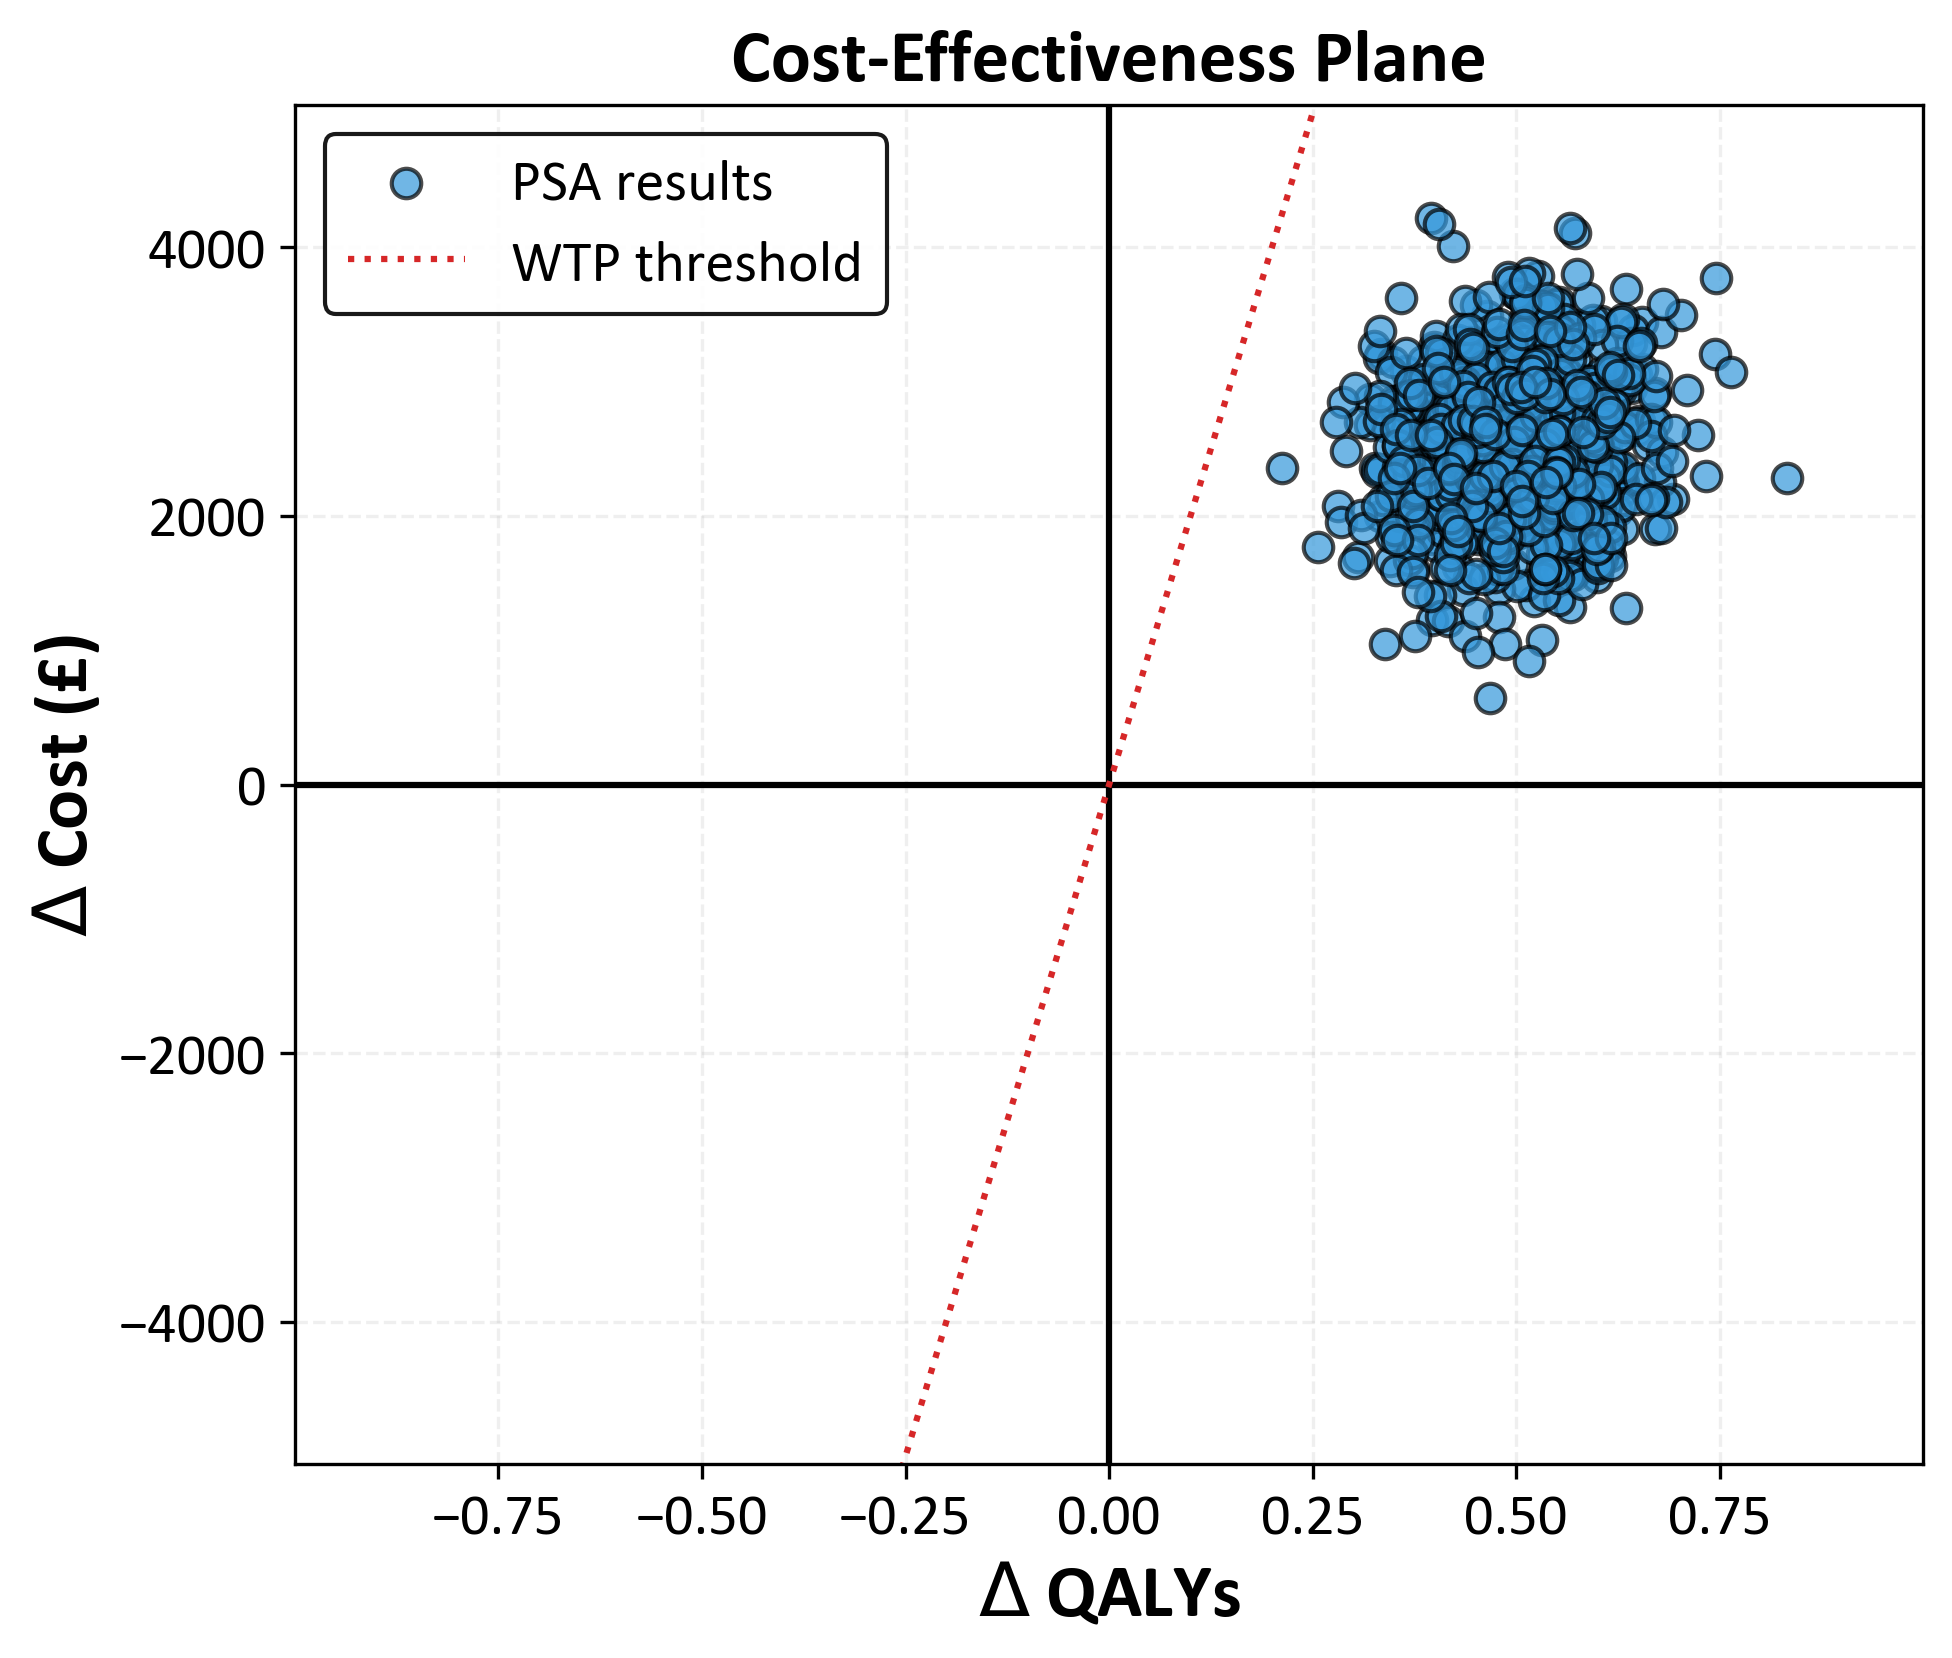 Cost-Effectiveness Plane
PSA results
WTP threshold
4000
2000
0
−2000
−4000
Δ Cost (£)
−0.75
−0.50
−0.25
0.00
0.25
0.50
0.75
Δ QALYs